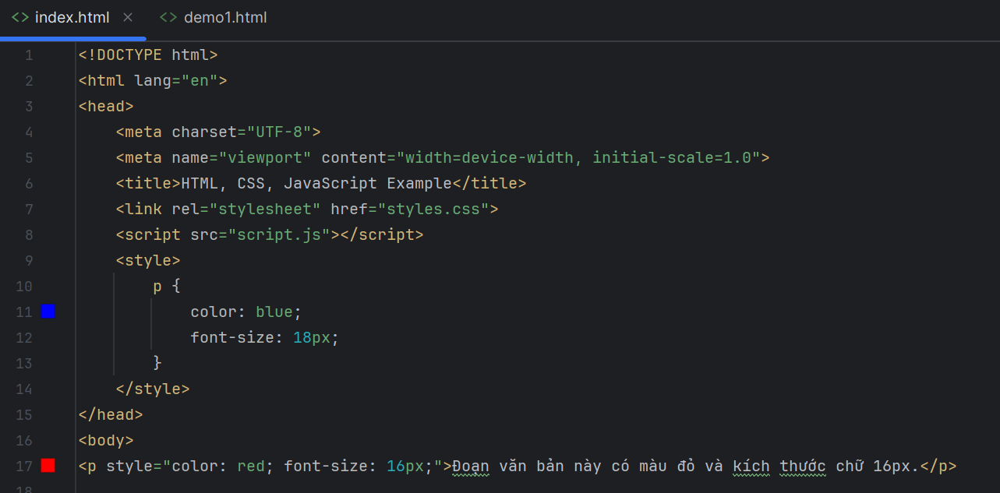 index.html demo1.html
1 <!DOCTYPE html>
2 <html lang="en">
3 <head>
4 <meta charset="UTF-8">
5 <meta name="viewport" content="width=device-width, initial-scale=1.0">
6 <title>HTML, CSS, JavaScript Example</title>
7 <link rel="stylesheet" href="styles.css">
8 <script src="script.js"></script>
9 <style>
10 p {
11 color: blue;
12 font-size: 18px;
13 }
14 </style>
15 </head>
16 <body>
17 <p style="color: red; font-size: 16px;">Đoạn văn bản này có màu đỏ và kích thước chữ 16px.</p>
18